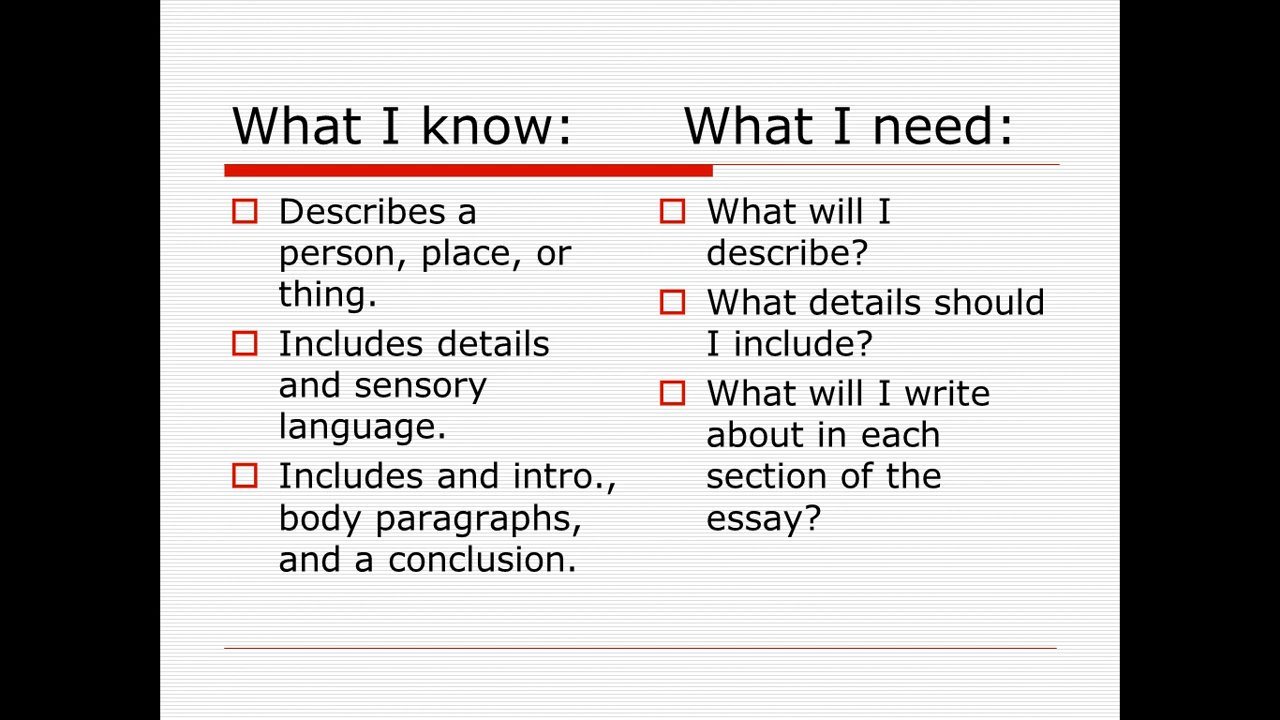 What I know:
What I need:
Describes a
person, place, or
thing.
Includes details
and sensory
language.
Includes and intro.,
body paragraphs,
and a conclusion.
What will I
describe?
What details should
I include?
What will I write
about in each
section of the
essay?